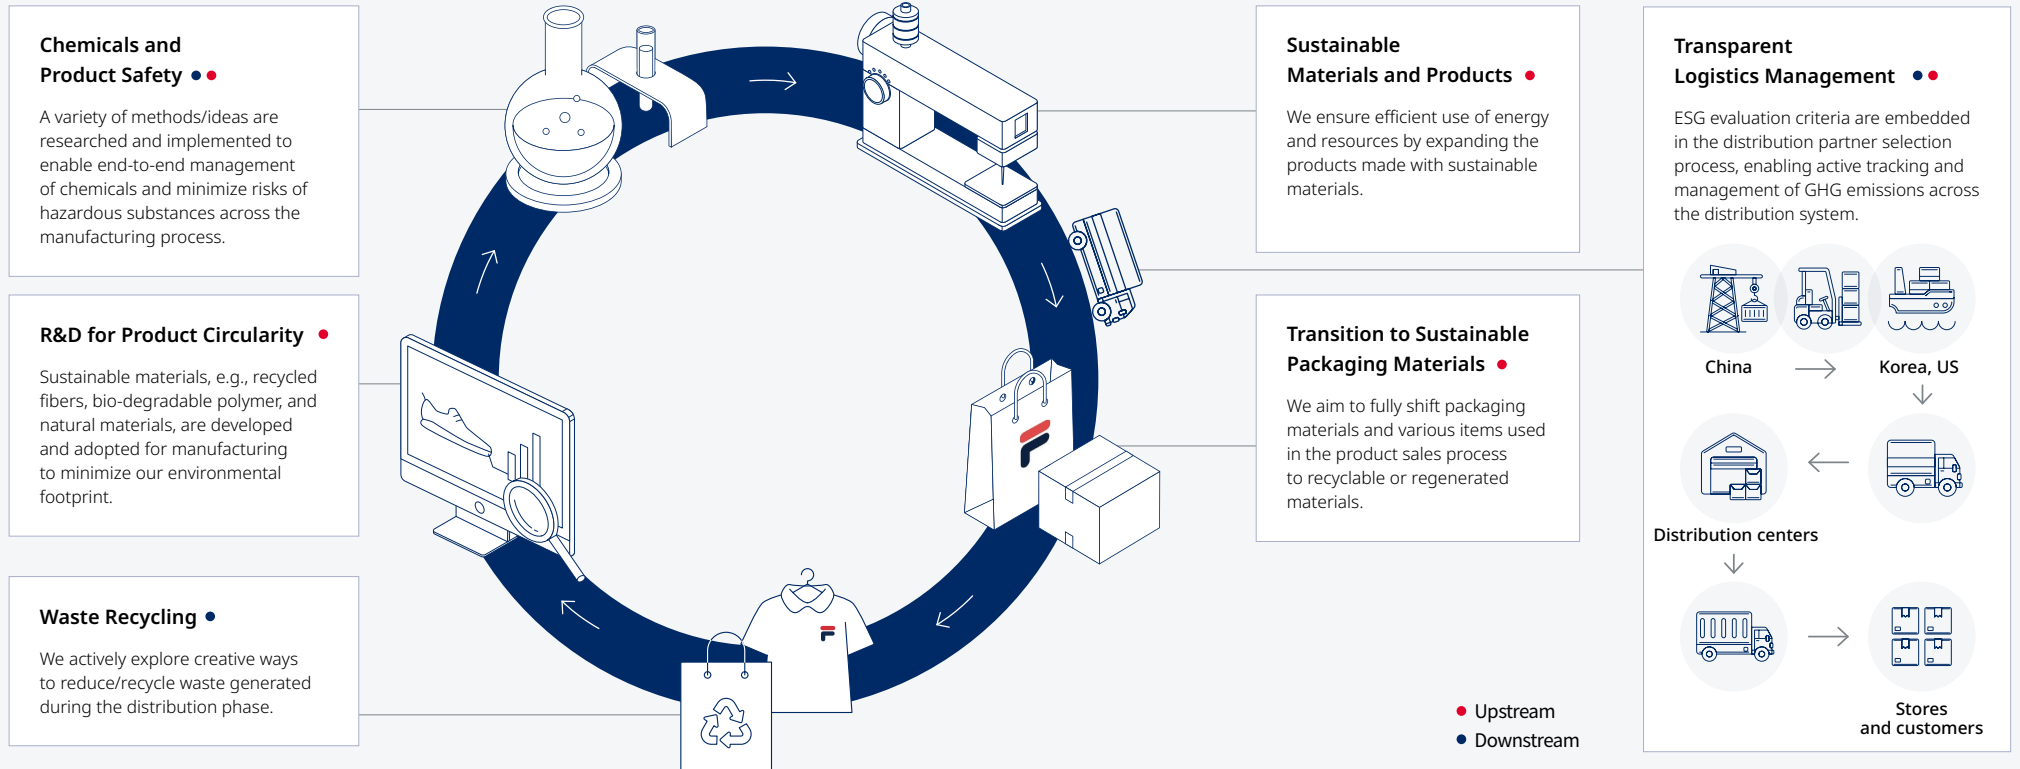 Chemicals and
Product Safety
A variety of methods/ideas are
researched and implemented to
enable end-to-end management
of chemicals and minimize risks of
hazardous substances across the
manufacturing process.
R&D for Product Circularity
Sustainable materials, e.g., recycled
fibers, bio-degradable polymer, and
natural materials, are developed
and adopted for manufacturing
to minimize our environmental
footprint.
Waste Recycling
We actively explore creative ways
to reduce/recycle waste generated
during the distribution phase.
Sustainable
Materials and Products
We ensure efficient use of energy
and resources by expanding the
products made with sustainable
materials.
Transition to Sustainable
Packaging Materials
We aim to fully shift packaging
materials and various items used
in the product sales process
to recyclable or regenerated
materials.
Upstream
Downstream
Transparent
Logistics Management
ESG evaluation criteria are embedded
in the distribution partner selection
process, enabling active tracking and
management of GHG emissions across
the distribution system.
China
Korea, US
Distribution centers
Stores
and customers